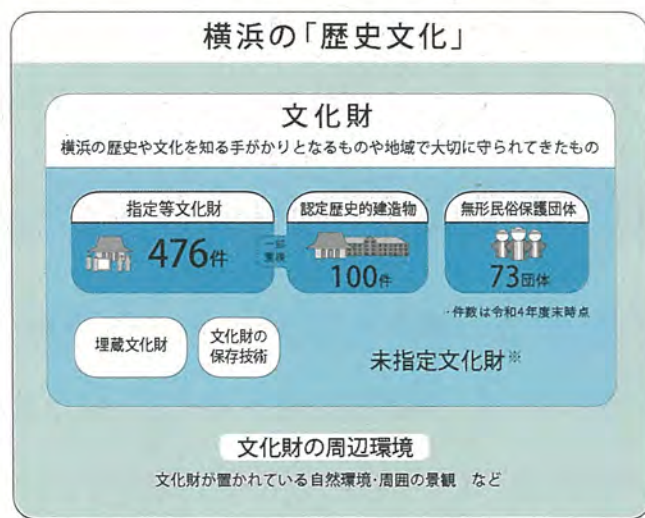 横浜の「歴史文化」
文化財
横浜の歴史や文化を知る手がかりとなるものや地域で大切に守られてきたもの
指定等文化財
476件
一部
重複
認定歴史的建造物
100件
無形民俗保護団体
73団体
・件数は令和4年度末時点
埋蔵文化財
文化財の
保存技術
未指定文化財※
文化財の周辺環境
文化財が置かれている自然環境・周囲の景観　など